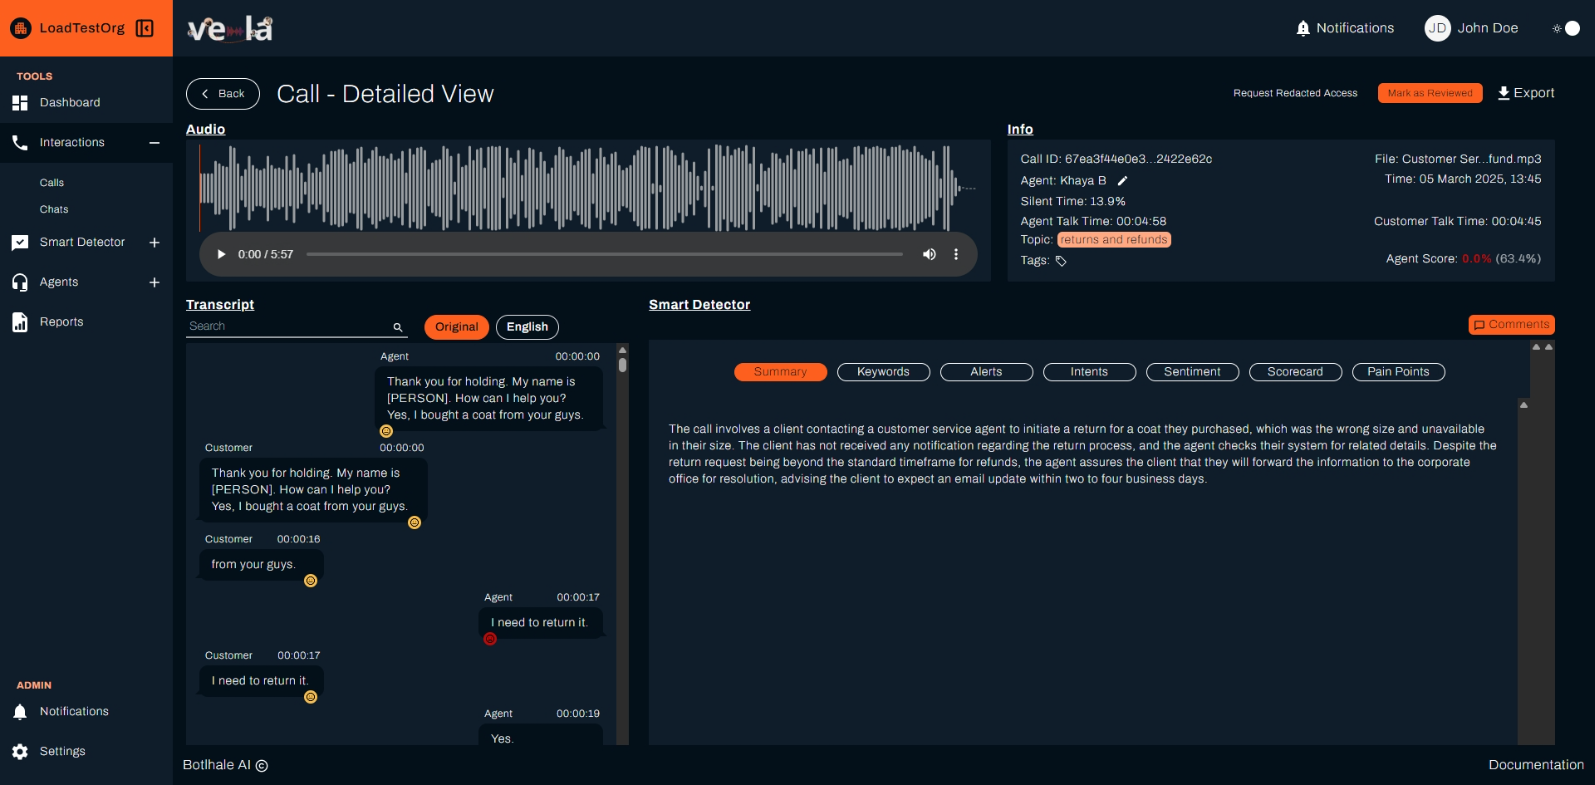 LoadTestOrg
vela
Notifications
JD John Doe
TOOLS
Dashboard
Interactions
Calls
Chats
Smart Detector
Agents
Reports
ADMIN
Notifications
Settings
Back
Call - Detailed View
Request Redacted Access
Mark as Reviewed
Export
Audio
0:00 / 5:57
Info
Call ID: 67ea3f44e0e3...2422e62c
File: Customer Ser...fund.mp3
Agent: Khaya B
Time: 05 March 2025, 13:45
Silent Time: 13.9%
Agent Talk Time: 00:04:58
Customer Talk Time: 00:04:45
Topic: returns and refunds
Tags:
Agent Score: 0.0% (63.4%)
Transcript
Search
Original
English
Agent 00:00:00
Thank you for holding. My name is
[PERSON]. How can I help you?
Yes, I bought a coat from your guys.
Customer 00:00:00
Thank you for holding. My name is
[PERSON]. How can I help you?
Yes, I bought a coat from your guys.
Customer 00:00:16
from your guys.
Agent 00:00:17
I need to return it.
Customer 00:00:17
I need to return it.
Agent 00:00:19
Yes.
Smart Detector
Comments
Summary
Keywords
Alerts
Intents
Sentiment
Scorecard
Pain Points
The call involves a client contacting a customer service agent to initiate a return for a coat they purchased, which was the wrong size and unavailable
in their size. The client has not received any notification regarding the return process, and the agent checks their system for related details. Despite the
return request being beyond the standard timeframe for refunds, the agent assures the client that they will forward the information to the corporate
office for resolution, advising the client to expect an email update within two to four business days.
Botlhale AI ©
Documentation